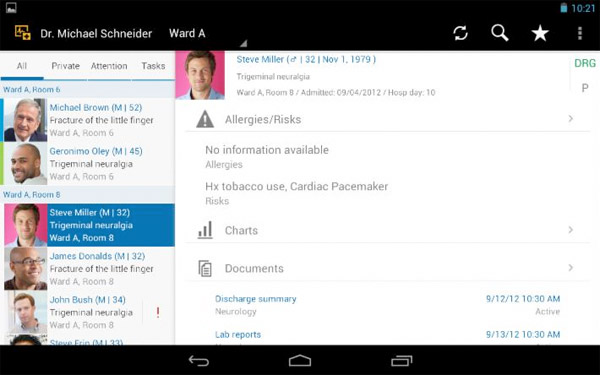 10:21
Dr. Michael Schneider
Ward A
All
Private
Attention
Tasks
Ward A, Room 6
Michael Brown (M | 52)
Fracture of the little finger
Ward A, Room 6
Geronimo Oley (M | 45)
Trigeminal neuralgia
Ward A, Room 6
Ward A, Room 8
Steve Miller (M | 32)
Trigeminal neuralgia
Ward A, Room 8
James Donalds (M | 32)
Fracture of the little finger
Ward A, Room 8
John Bush (M | 34)
Trigeminal neuralgia
Ward A, Room 8
!
Steve Frin (M | 33)
Steve Miller (♂ | 32 | Nov 1, 1979 )
Trigeminal neuralgia
Ward A, Room 8 / Admitted: 09/04/2012 / Hosp day: 10
DRG
P
Allergies/Risks
No information available
Allergies
Hx tobacco use, Cardiac Pacemaker
Risks
Charts
Documents
Discharge summary
9/12/12 10:30 AM
Neurology
Active
Lab reports
9/13/12 10:30 AM